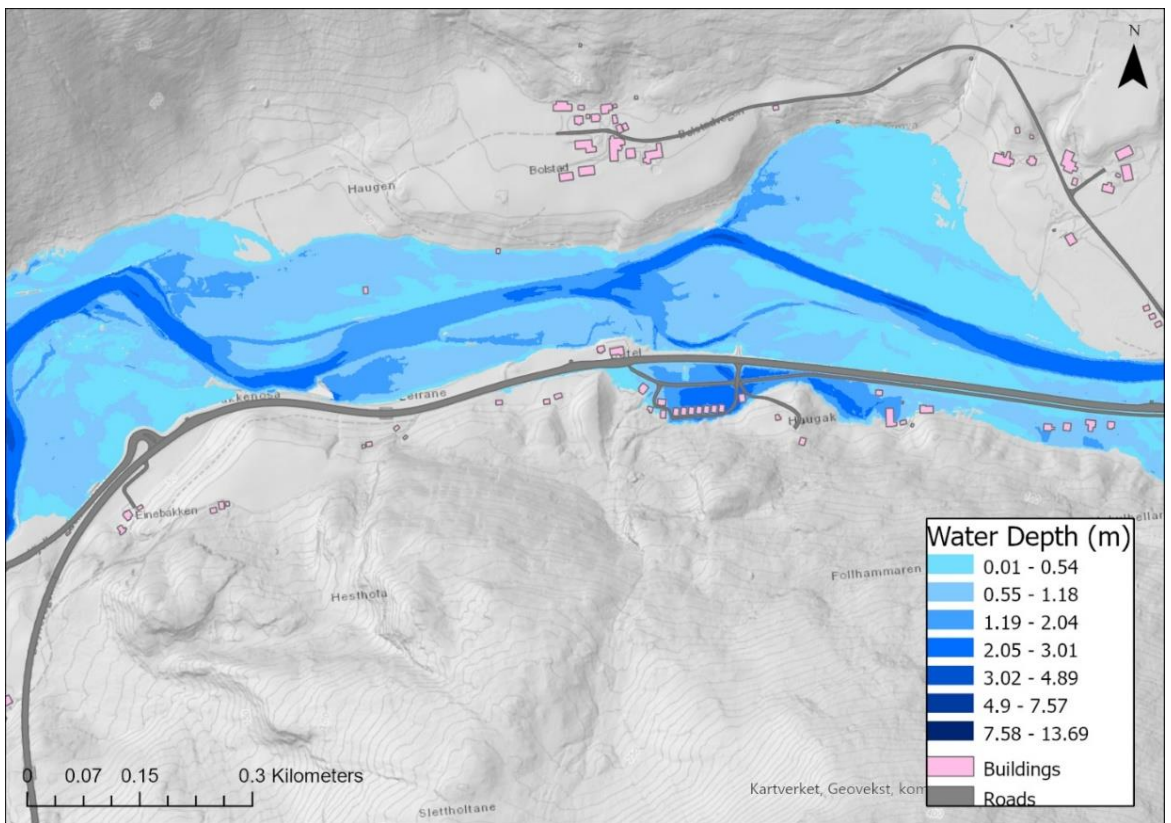 N
Bolstadvegen
Bolstad
Haugen
Haugak
Einebakken
Follhammaren
Hesthola
Slettholtane
0 0.07 0.15 0.3 Kilometers
Kartverket, Geovekst, kom
Water Depth (m)
0.01 - 0.54
0.55 - 1.18
1.19 - 2.04
2.05 - 3.01
3.02 - 4.89
4.9 - 7.57
7.58 - 13.69
Buildings
Roads